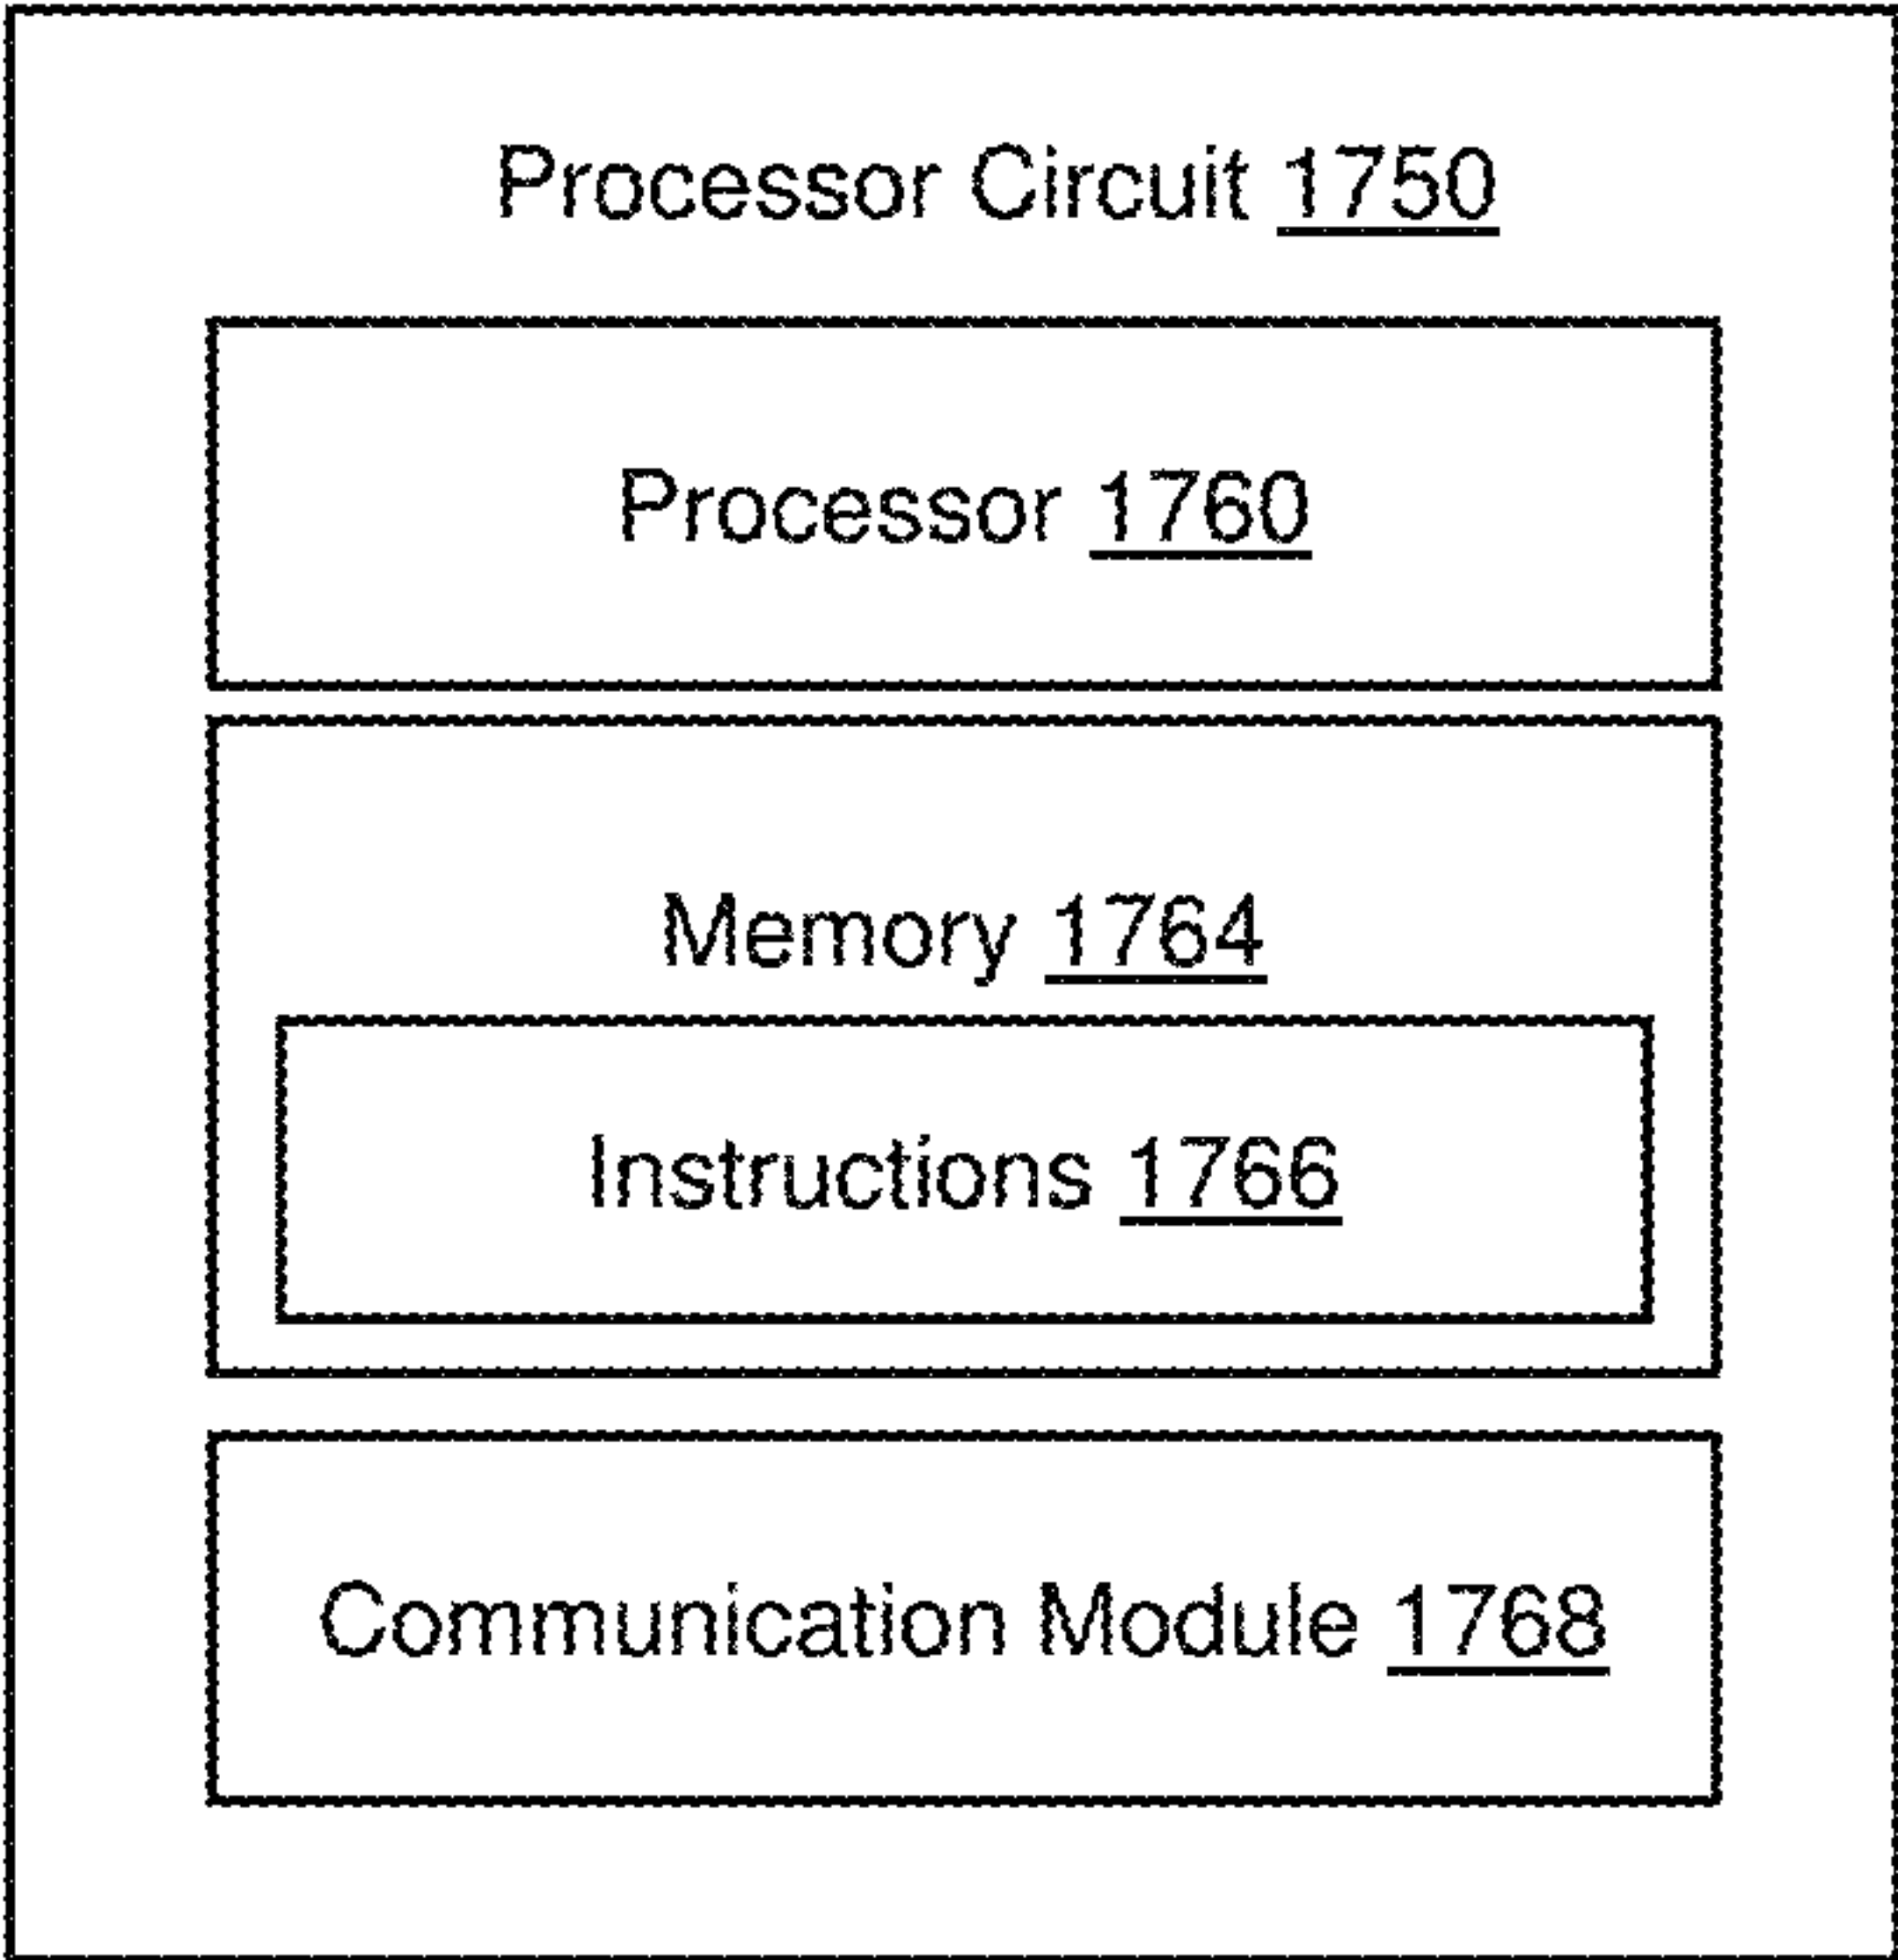 Processor Circuit 1750
Processor 1760
Memory 1764
Instructions 1766
Communication Module 1768